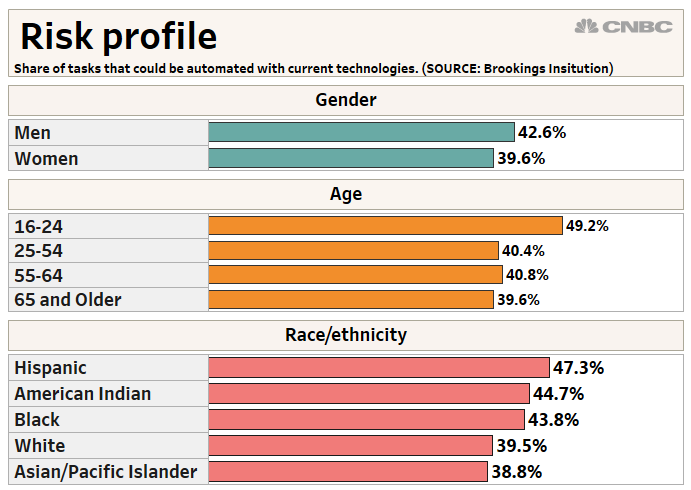 Risk profile
CNBC
Share of tasks that could be automated with current technologies. (SOURCE: Brookings Insitution)
Gender
Men 42.6%
Women 39.6%
Age
16-24 49.2%
25-54 40.4%
55-64 40.8%
65 and Older 39.6%
Race/ethnicity
Hispanic 47.3%
American Indian 44.7%
Black 43.8%
White 39.5%
Asian/Pacific Islander 38.8%